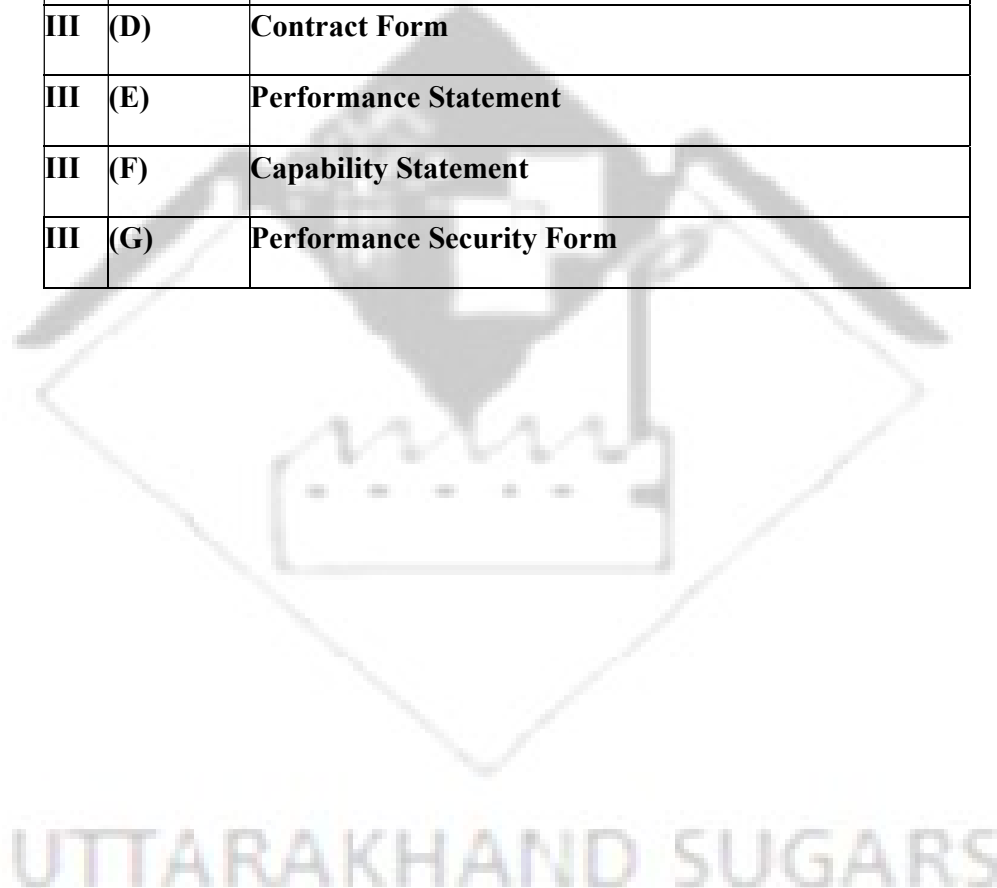 III (D) Contract Form
III (E) Performance Statement
III (F) Capability Statement
III (G) Performance Security Form
UTTARAKHAND SUGARS